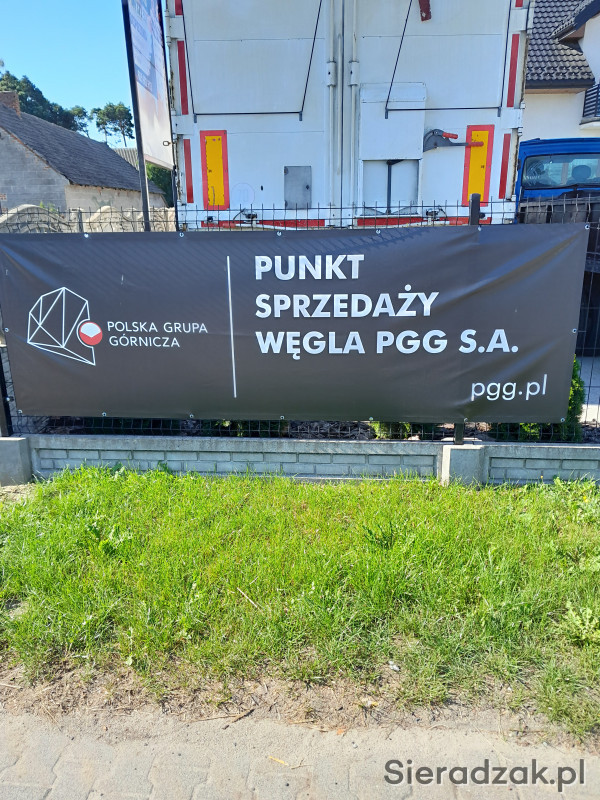 POLSKA GRUPA
GÓRNICZA
PUNKT
SPRZEDAŻY
WĘGLA PGG S.A.
pgg.pl
Sieradzak.pl